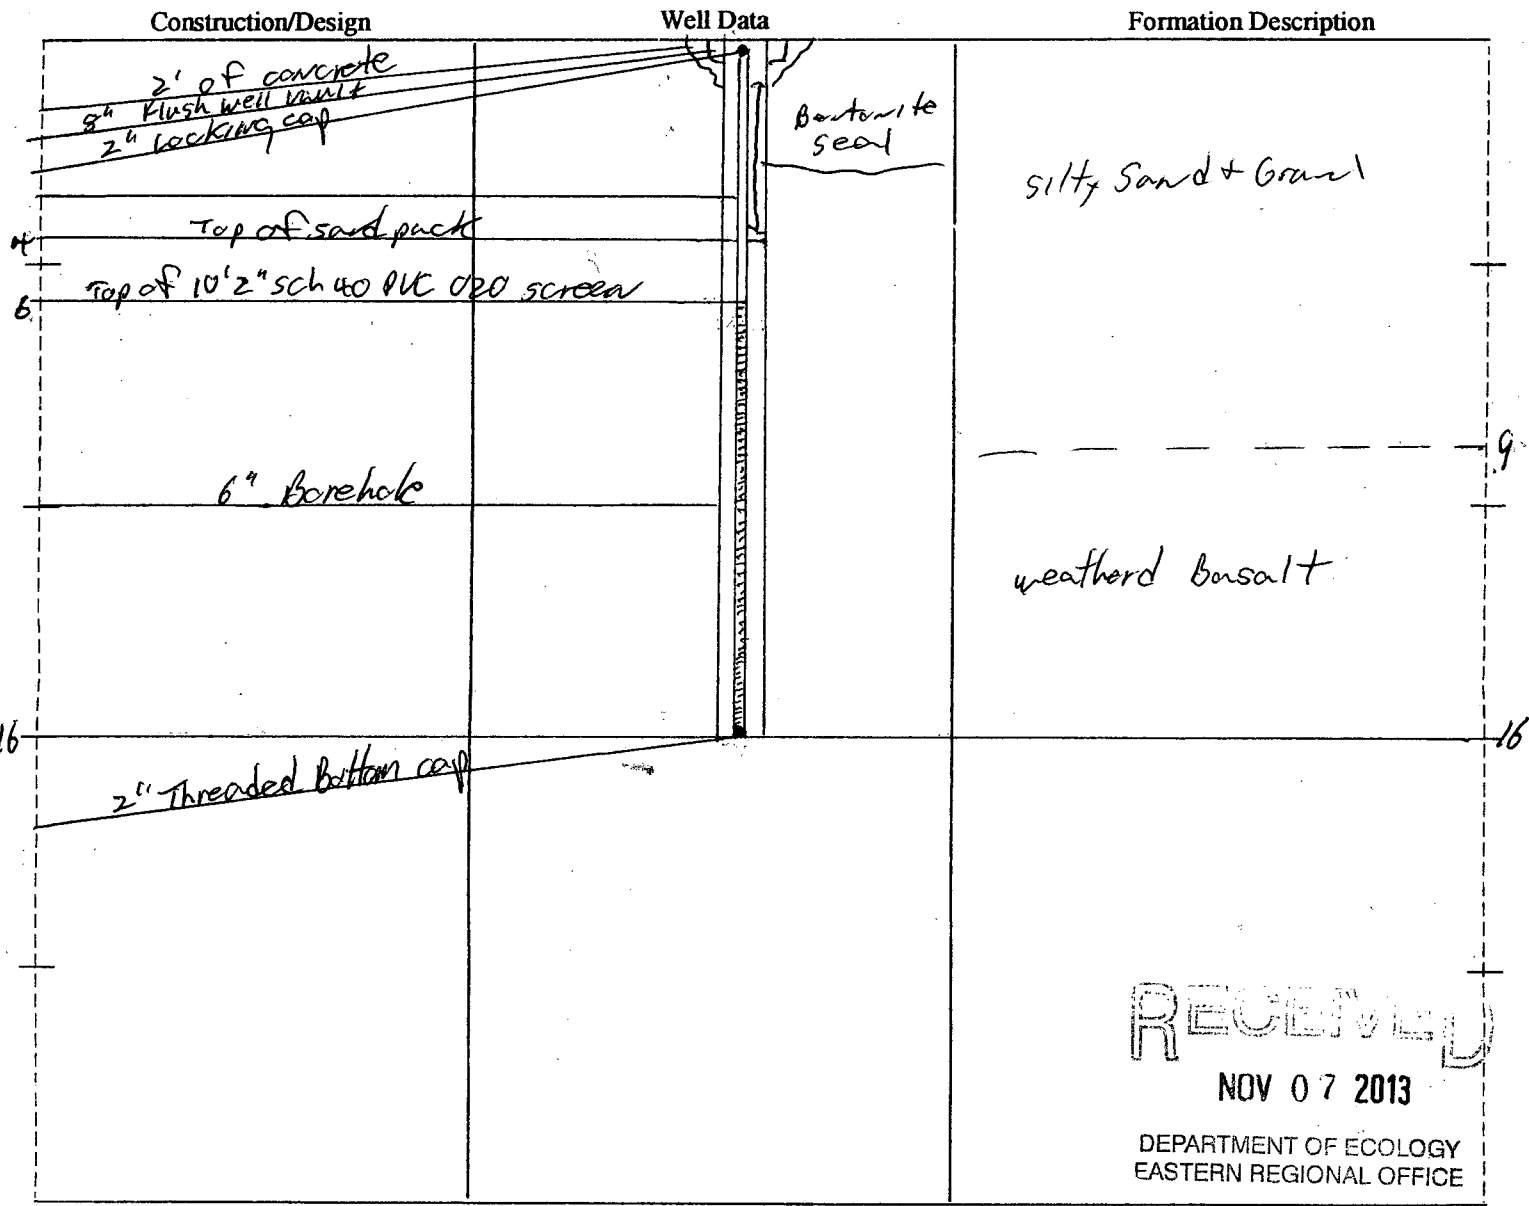 Construction/Design Well Data Formation Description
2' of concrete
8" Flush well vault
2" Locking cap
Bentonite
seal
silty Sand & Gravel
Top of sand pack
4
Top of 10' 2" sch 40 PVC 020 screen
6
9
6" Borehole
weatherd Basalt
16 16
2" Threaded Bottom cap
RECEIVED
NOV 07 2013
DEPARTMENT OF ECOLOGY
EASTERN REGIONAL OFFICE